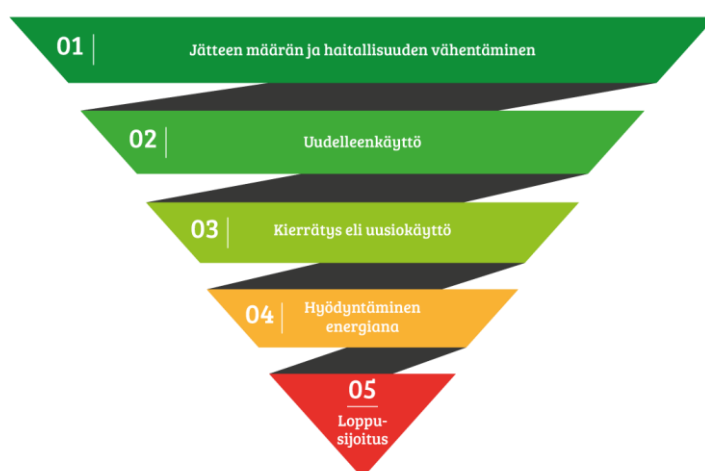 01
Jätteen määrän ja haitallisuuden vähentäminen
02
Uudelleenkäyttö
03
Kierrätys eli uusiokäyttö
04
Hyödyntäminen
energiana
05
Loppu-
sijoitus